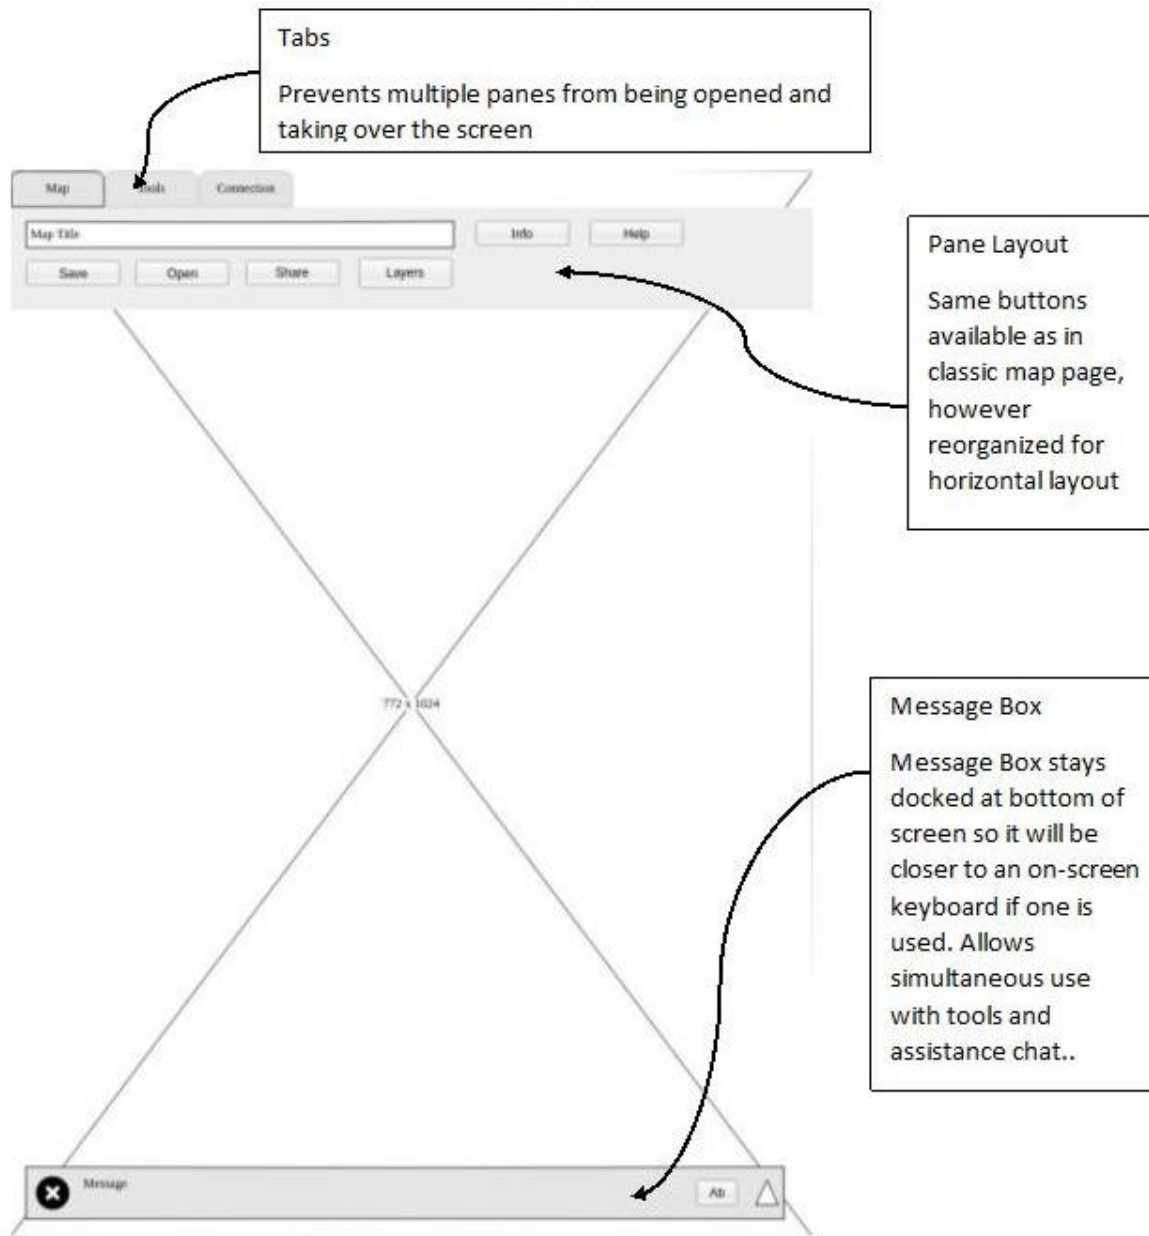 Tabs
Prevents multiple panes from being opened and
taking over the screen
Map
Tools
Connection
Map Title
Info
Help
Save
Open
Share
Layers
Pane Layout
Same buttons
available as in
classic map page,
however
reorganized for
horizontal layout
772 x 1024
Message Box
Message Box stays
docked at bottom of
screen so it will be
closer to an on-screen
keyboard if one is
used. Allows
simultaneous use
with tools and
assistance chat..
Message
Ab